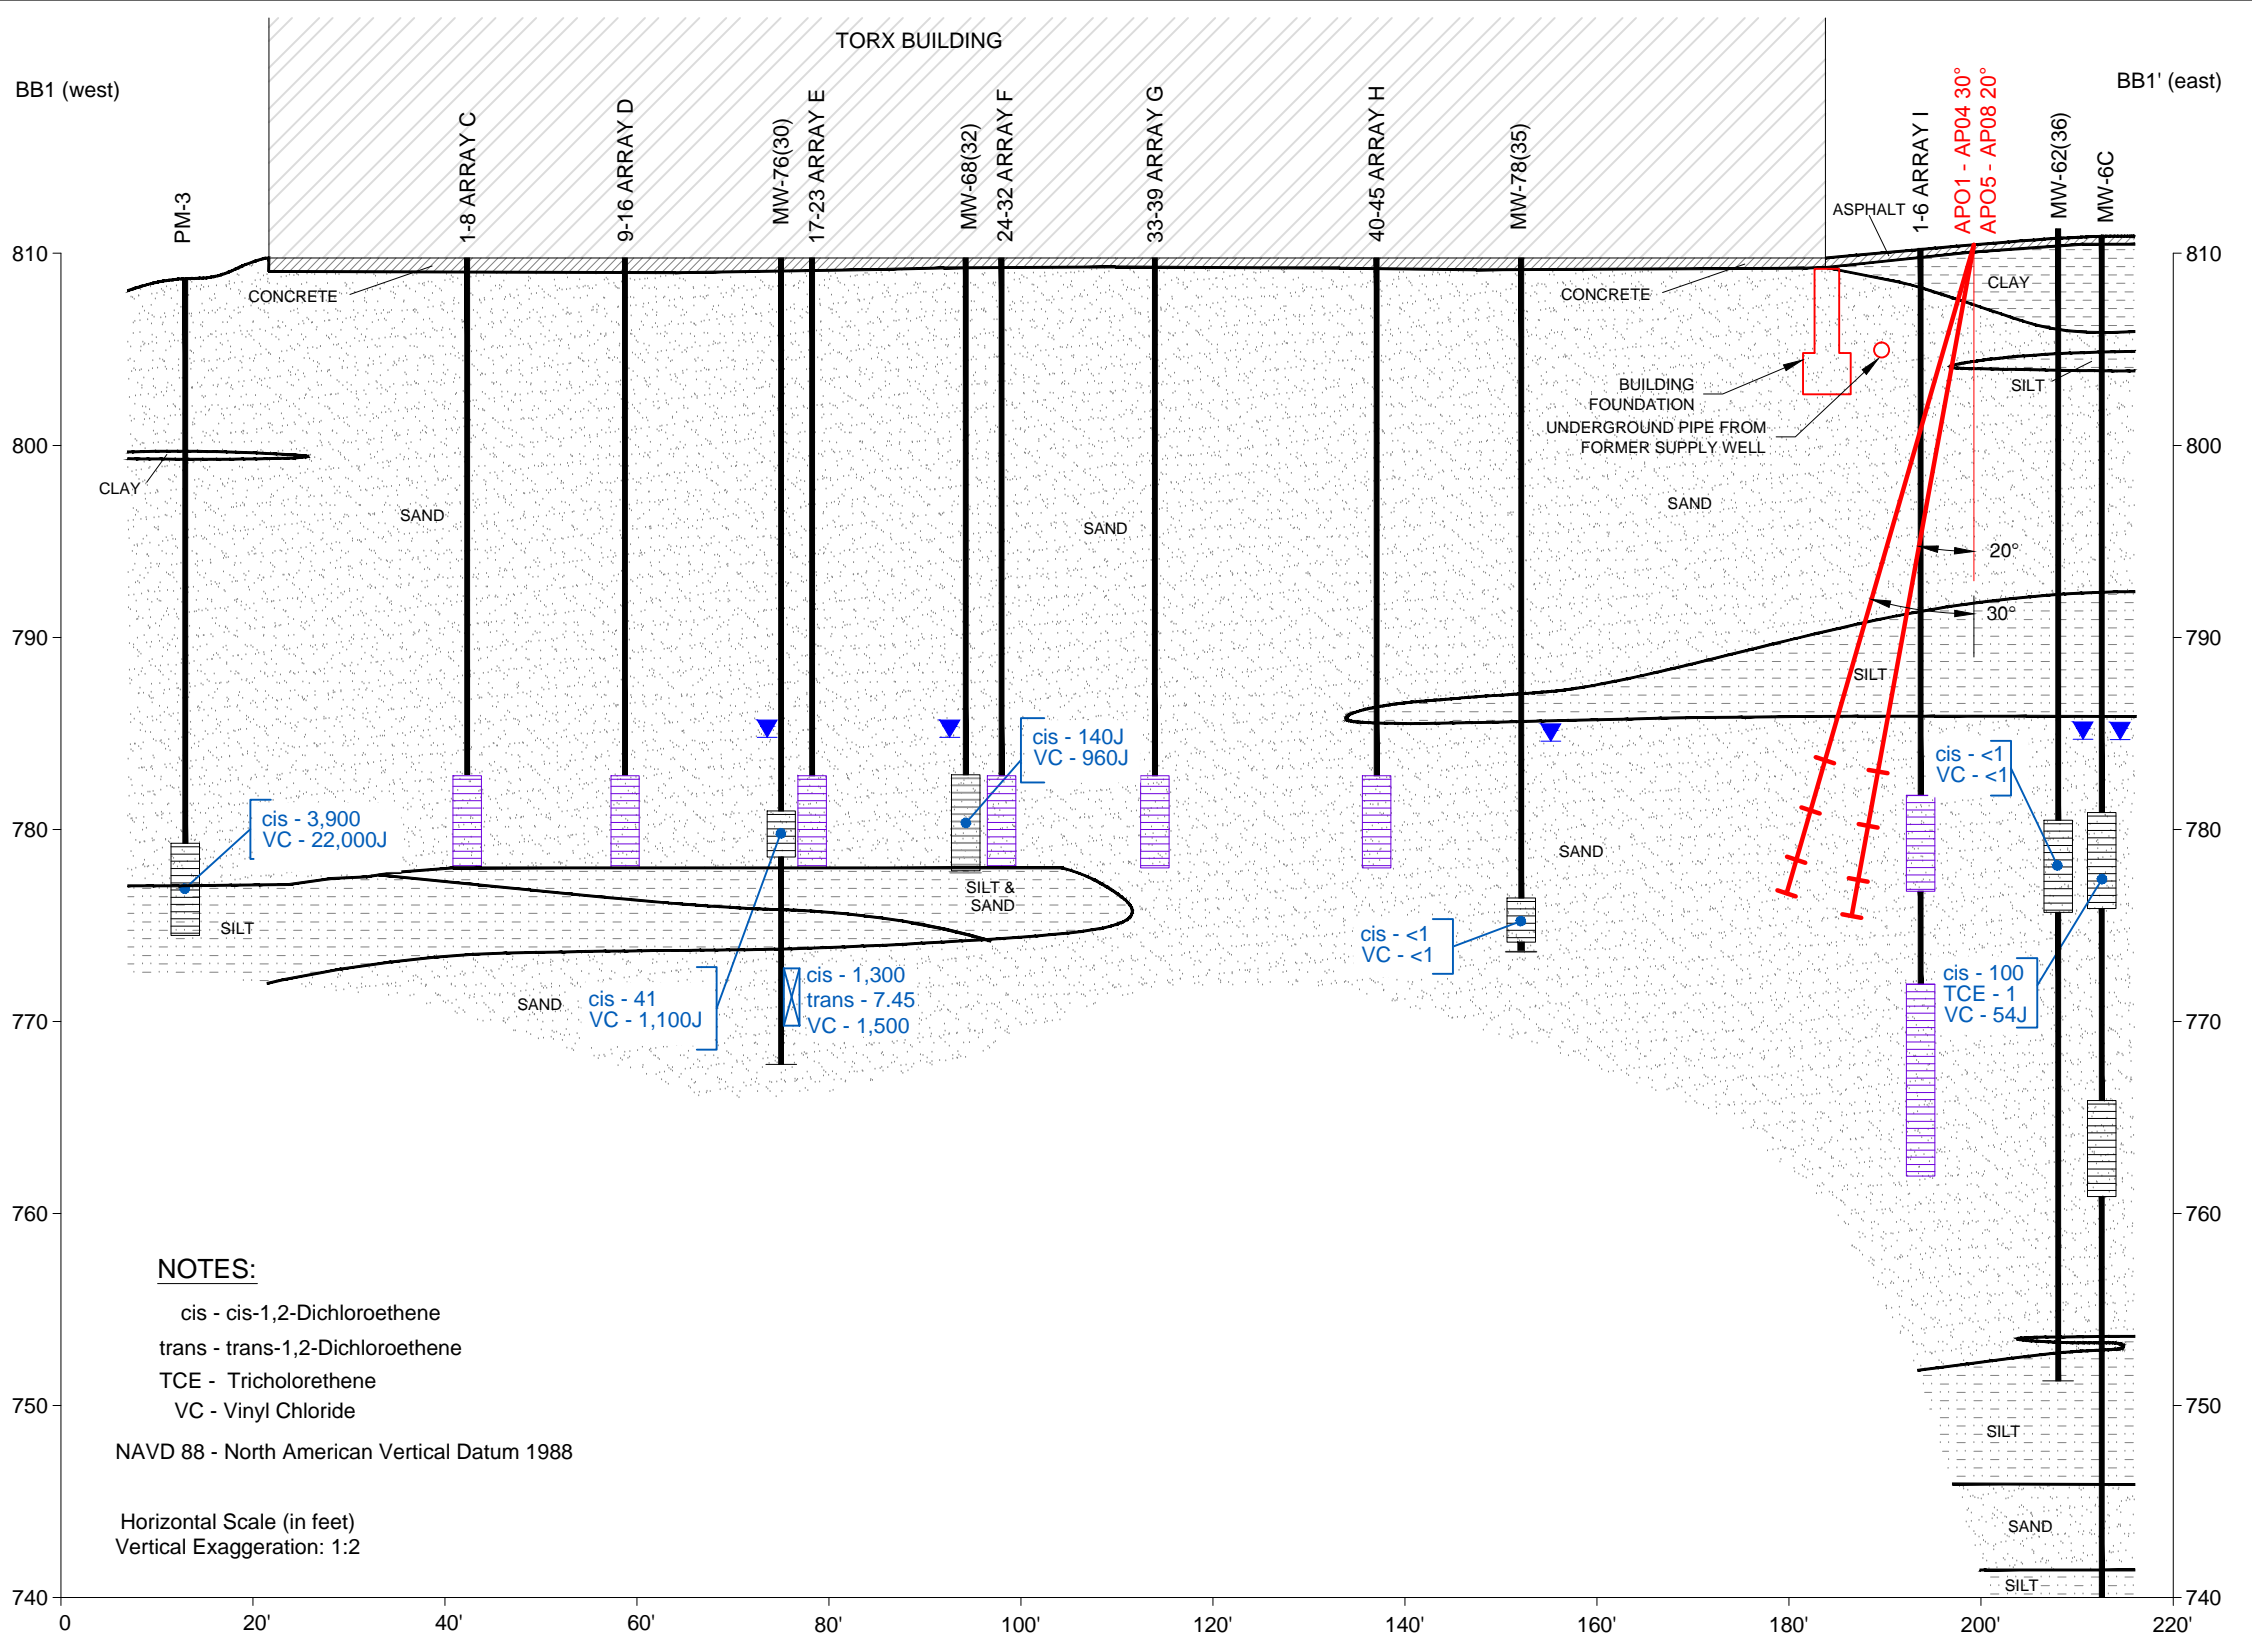 TORX BUILDING
BB1 (west)
BB1' (east)
PM-3
1-8 ARRAY C
9-16 ARRAY D
MW-76(30)
17-23 ARRAY E
MW-68(32)
24-32 ARRAY F
33-39 ARRAY G
40-45 ARRAY H
MW-78(35)
1-6 ARRAY I
APO1 - AP04 30°
APO5 - AP08 20°
MW-62(36)
MW-6C
ASPHALT
810
810
CONCRETE
CONCRETE
CLAY
BUILDING
FOUNDATION
SILT
UNDERGROUND PIPE FROM
FORMER SUPPLY WELL
800
800
CLAY
SAND
SAND
SAND
20°
30°
790
790
SILT
cis - 140J
VC - 960J
cis - <1
VC - <1
cis - 3,900
VC - 22,000J
780
780
SAND
SILT &
SAND
SILT
cis - <1
VC - <1
cis - 1,300
trans - 7.45
VC - 1,500
SAND
cis - 41
VC - 1,100J
cis - 100
TCE - 1
VC - 54J
770
770
760
760
NOTES:
cis - cis-1,2-Dichloroethene
trans - trans-1,2-Dichloroethene
TCE - Tricholorethene
VC - Vinyl Chloride
750
750
SILT
NAVD 88 - North American Vertical Datum 1988
Horizontal Scale (in feet)
Vertical Exaggeration: 1:2
SAND
SILT
740
740
0
20'
40'
60'
80'
100'
120'
140'
160'
180'
200'
220'